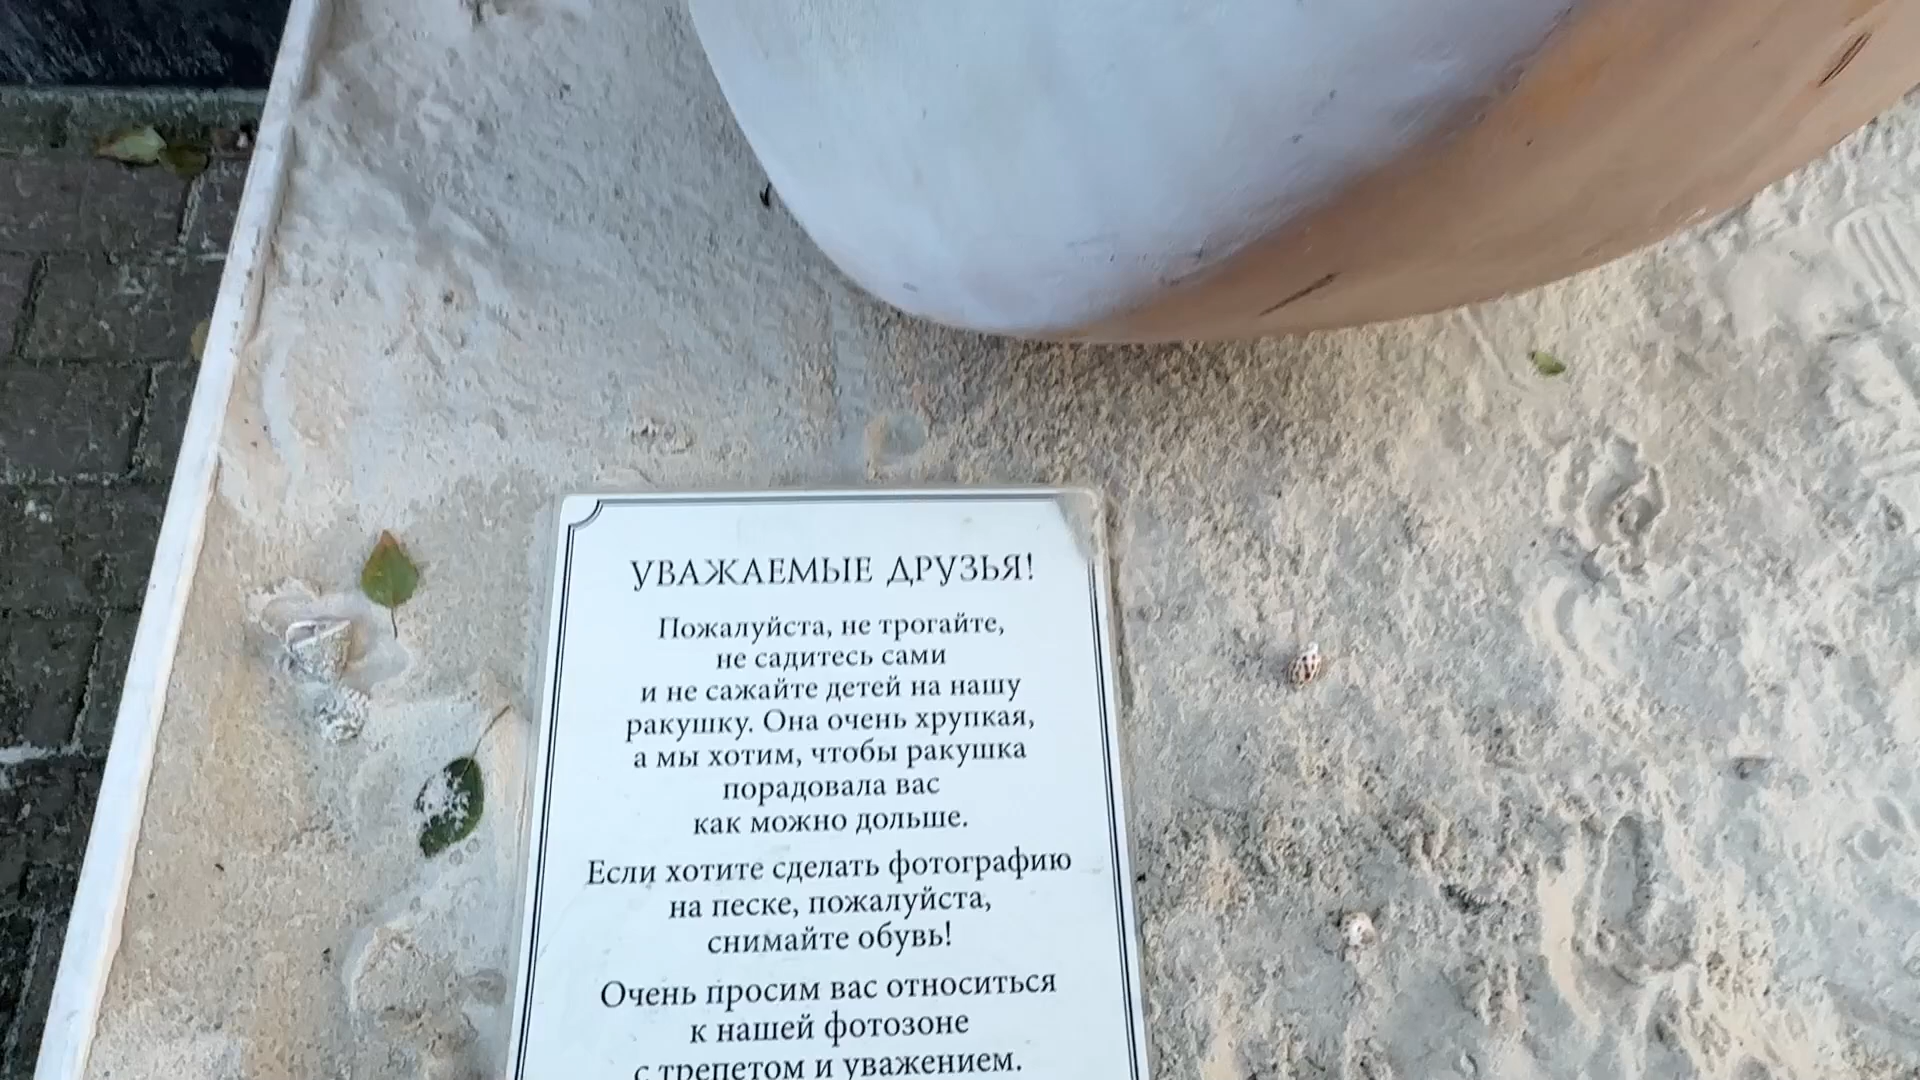 УВАЖАЕМЫЕ ДРУЗЬЯ!
Пожалуйста, не трогайте,
не садитесь сами
и не сажайте детей на нашу
ракушку. Она очень хрупкая,
а мы хотим, чтобы ракушка
порадовала вас
как можно дольше.
Если хотите сделать фотографию
на песке, пожалуйста,
снимайте обувь!
Очень просим вас относиться
к нашей фотозоне
с трепетом и уважением.